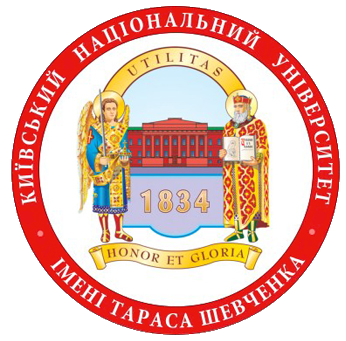 КИЇВСЬКИЙ НАЦІОНАЛЬНИЙ УНІВЕРСИТЕТ
ІМЕНІ ТАРАСА ШЕВЧЕНКА
UTILITAS
1834
HONOR ET GLORIA